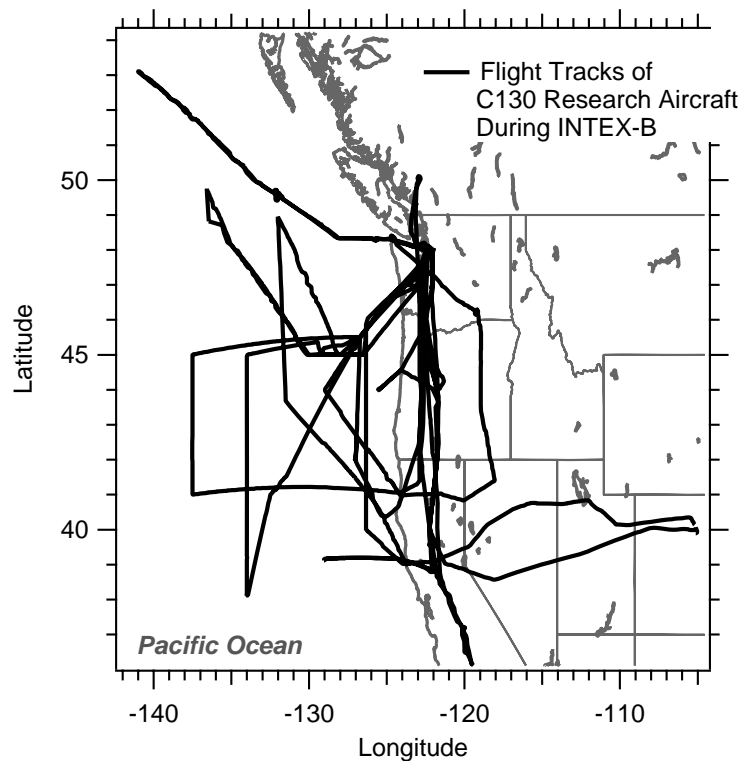 Flight Tracks of
C130 Research Aircraft
During INTEX-B
50
45
40
Latitude
Pacific Ocean
-140 -130 -120 -110
Longitude